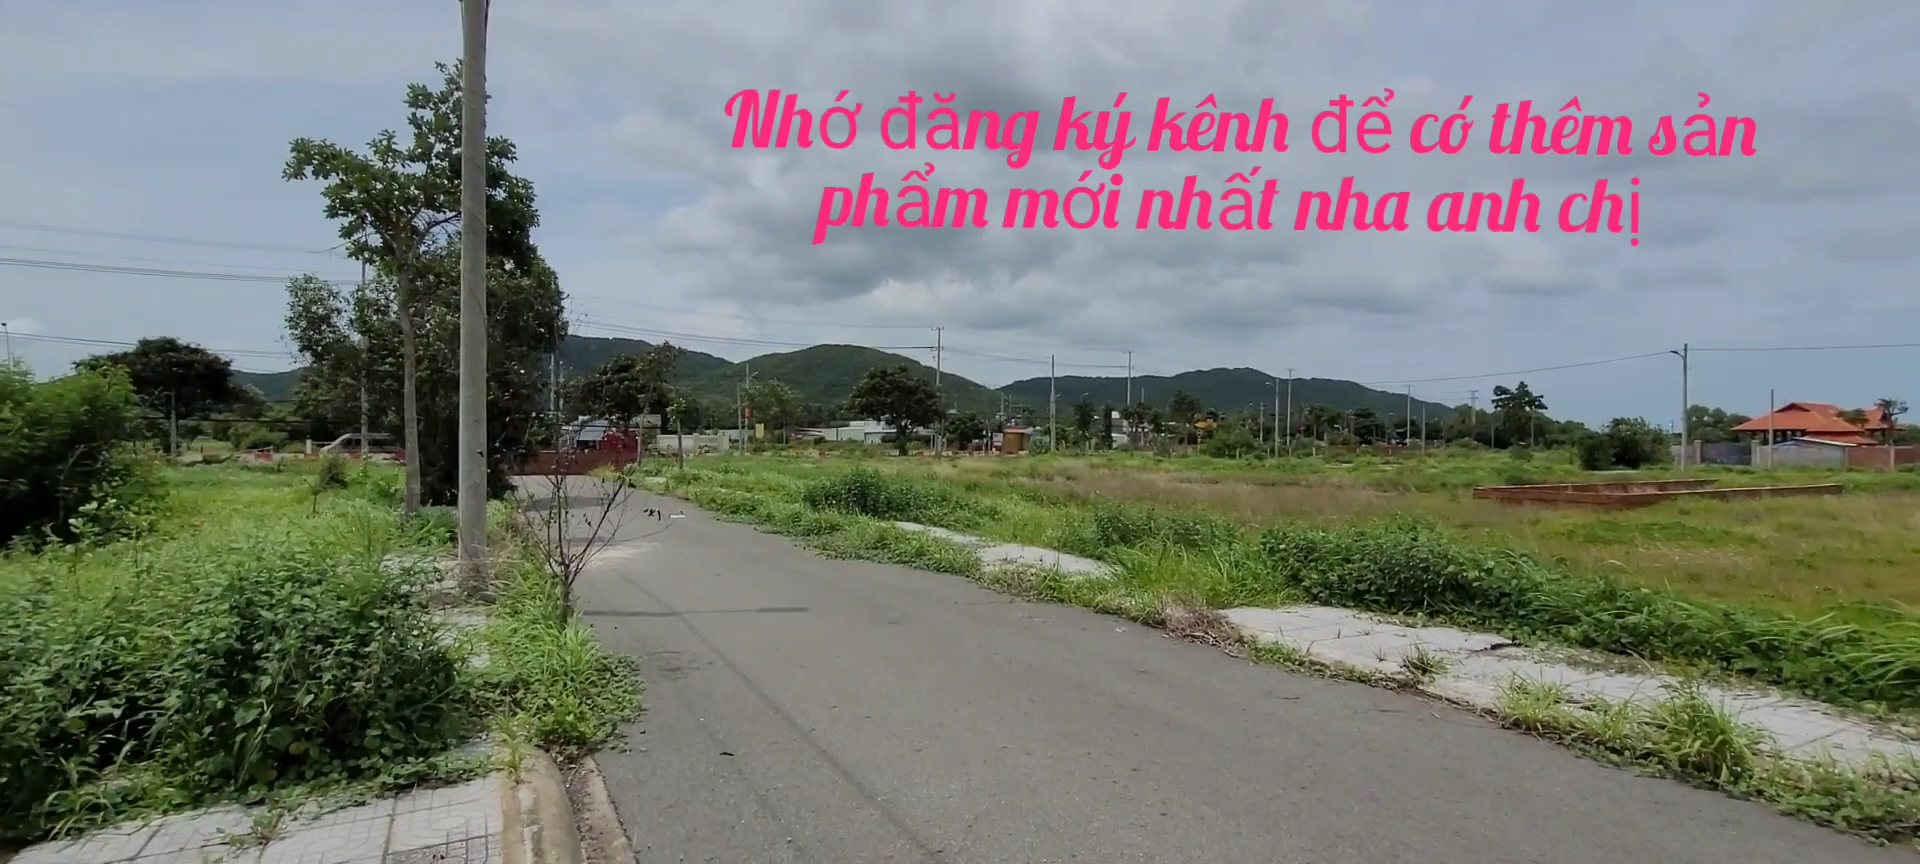 Nhớ đăng ký kênh để có thêm sản
phẩm mới nhất nha anh chị